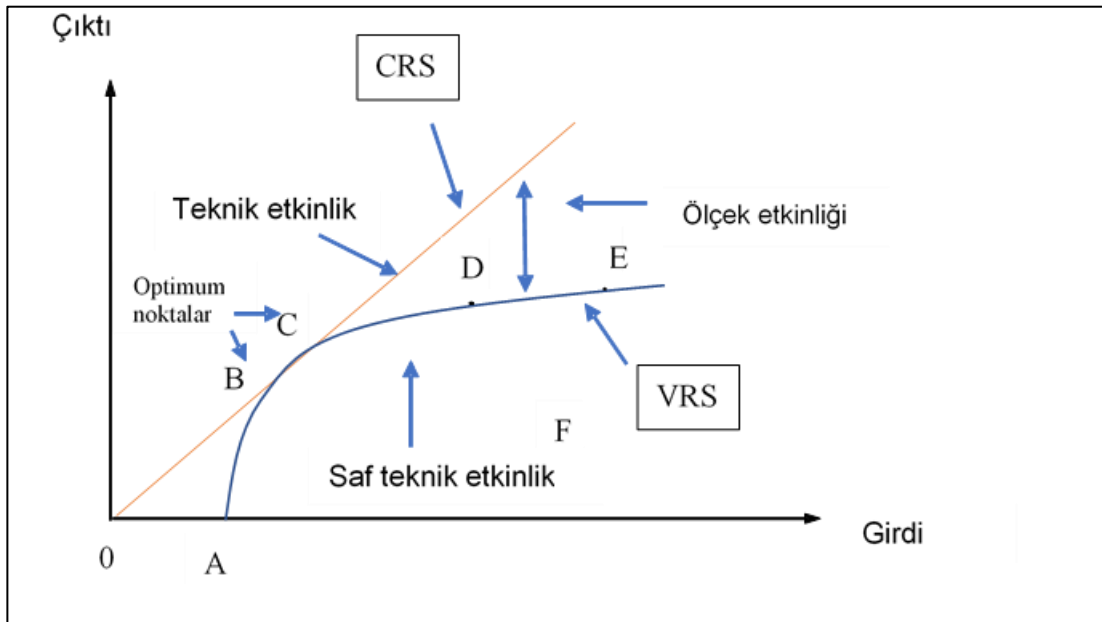 Çıktı
CRS
Teknik etkinlik
Ölçek etkinliği
D
E
Optimum
noktalar
C
B
VRS
F
Saf teknik etkinlik
Girdi
0
A